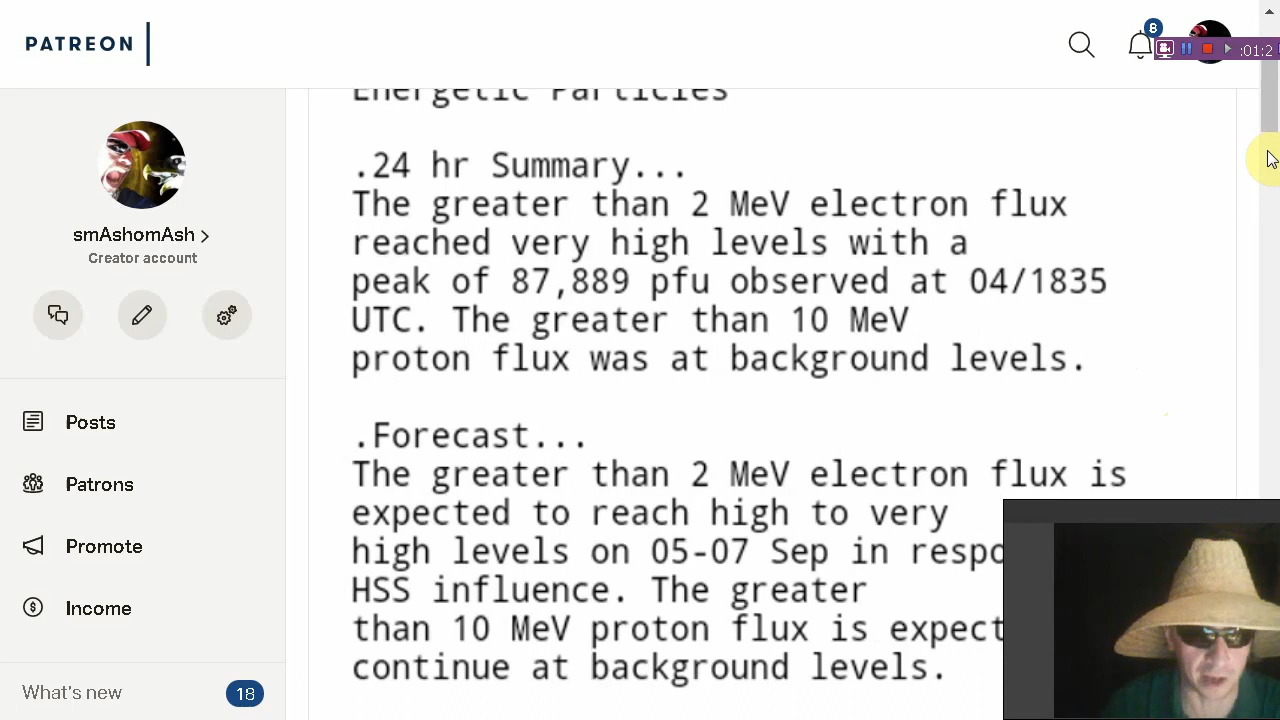 PATREON
8
:01:2
smAshomAsh
Creator account
Posts
Patrons
Promote
Income
What's new
18
Energetic Particles
.24 hr Summary...
The greater than 2 MeV electron flux
reached very high levels with a
peak of 87,889 pfu observed at 04/1835
UTC. The greater than 10 MeV
proton flux was at background levels.
.Forecast...
The greater than 2 MeV electron flux is
expected to reach high to very
high levels on 05-07 Sep in respo
HSS influence. The greater
than 10 MeV proton flux is expect
continue at background levels.